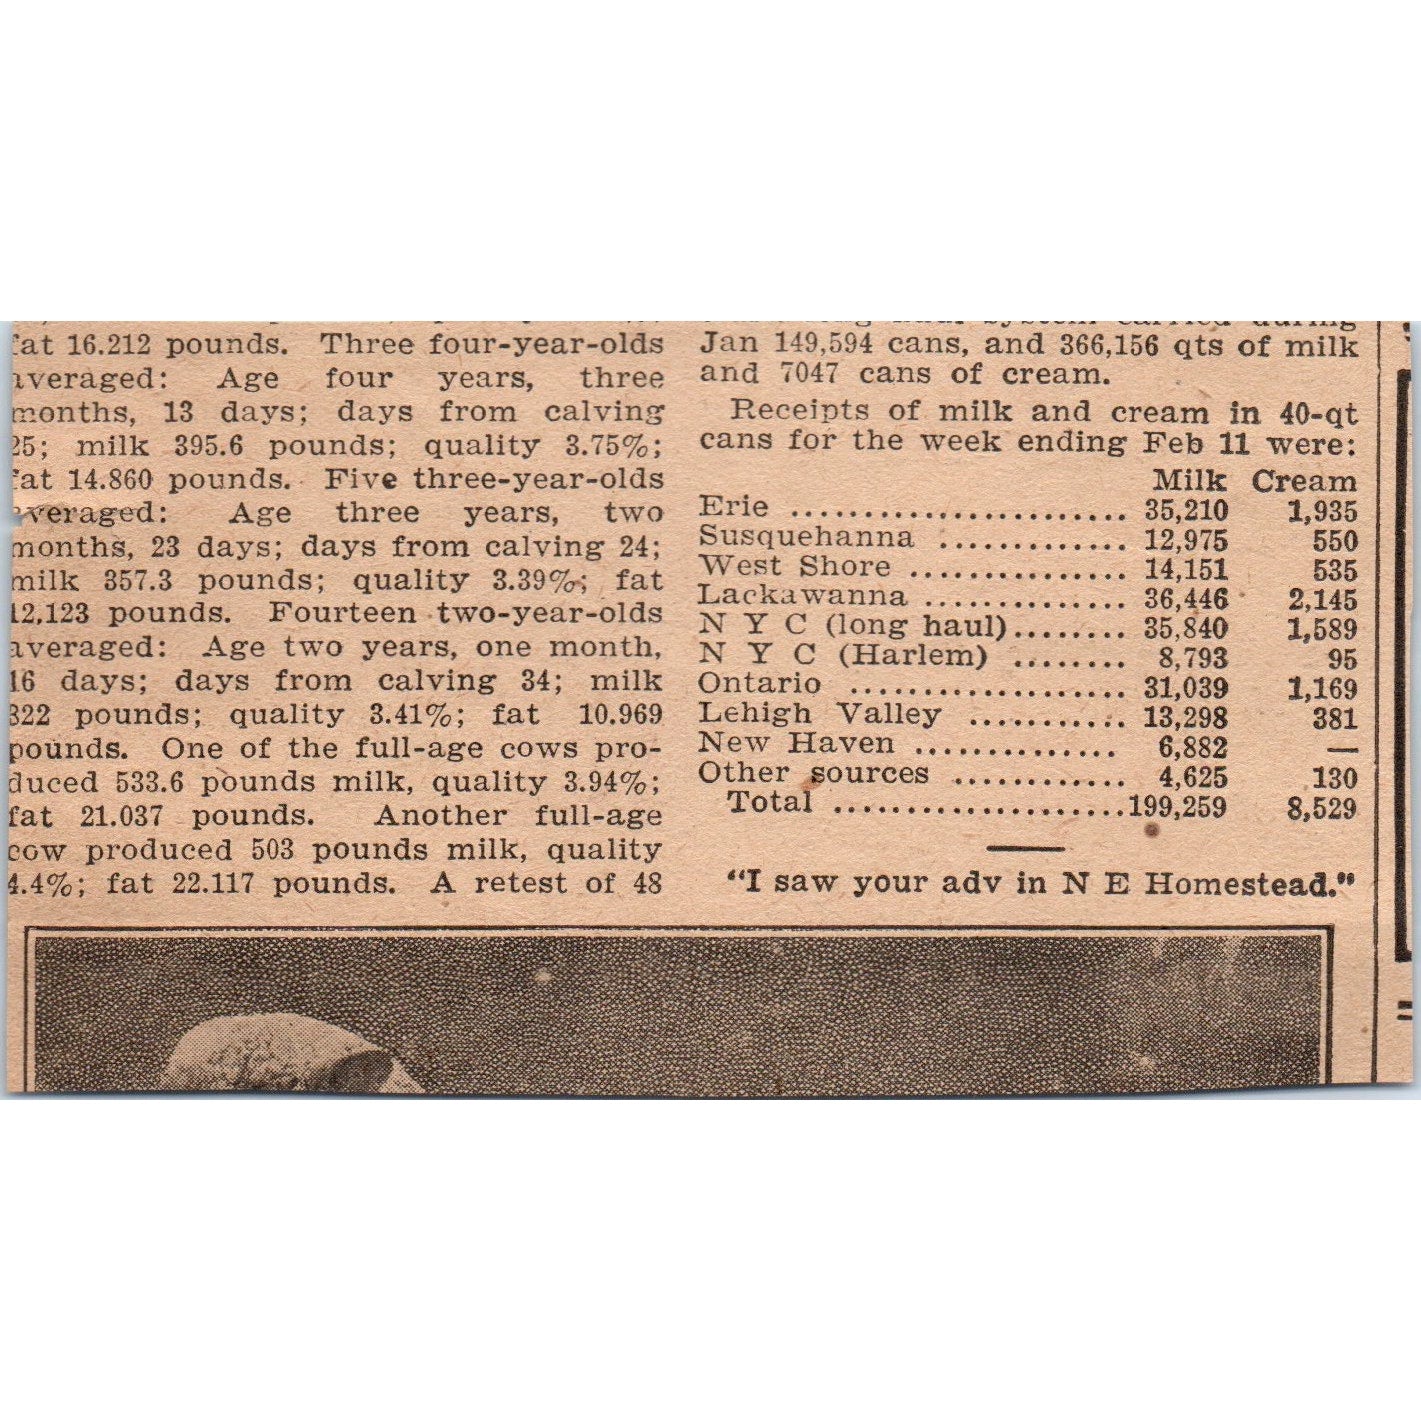 fat 16.212 pounds. Three four-year-olds
averaged: Age four years, three
months, 13 days; days from calving
25; milk 395.6 pounds; quality 3.75%;
fat 14.860 pounds. Five three-year-olds
averaged: Age three years, two
months, 23 days; days from calving 24;
milk 357.3 pounds; quality 3.39%; fat
12,123 pounds. Fourteen two-year-olds
averaged: Age two years, one month,
16 days; days from calving 34; milk
322 pounds; quality 3.41%; fat 10.969
pounds. One of the full-age cows pro-
duced 533.6 pounds milk, quality 3.94%;
fat 21.037 pounds. Another full-age
cow produced 503 pounds milk, quality
4.4%; fat 22.117 pounds. A retest of 48
haul system carried during
Jan 149,594 cans, and 366,156 qts of milk
and 7047 cans of cream.
Receipts of milk and cream in 40-qt
cans for the week ending Feb 11 were:
Milk Cream
Erie ....................... 35,210 1,935
Susquehanna ............. 12,975 550
West Shore ............... 14,151 535
Lackawanna .............. 36,446 2,145
N Y C (long haul)........ 35,840 1,589
N Y C (Harlem) ........ 8,793 95
Ontario ................... 31,039 1,169
Lehigh Valley ........... 13,298 381
New Haven .............. 6,882 —
Other sources ............ 4,625 130
Total ....................199,259 8,529
"I saw your adv in N E Homestead."